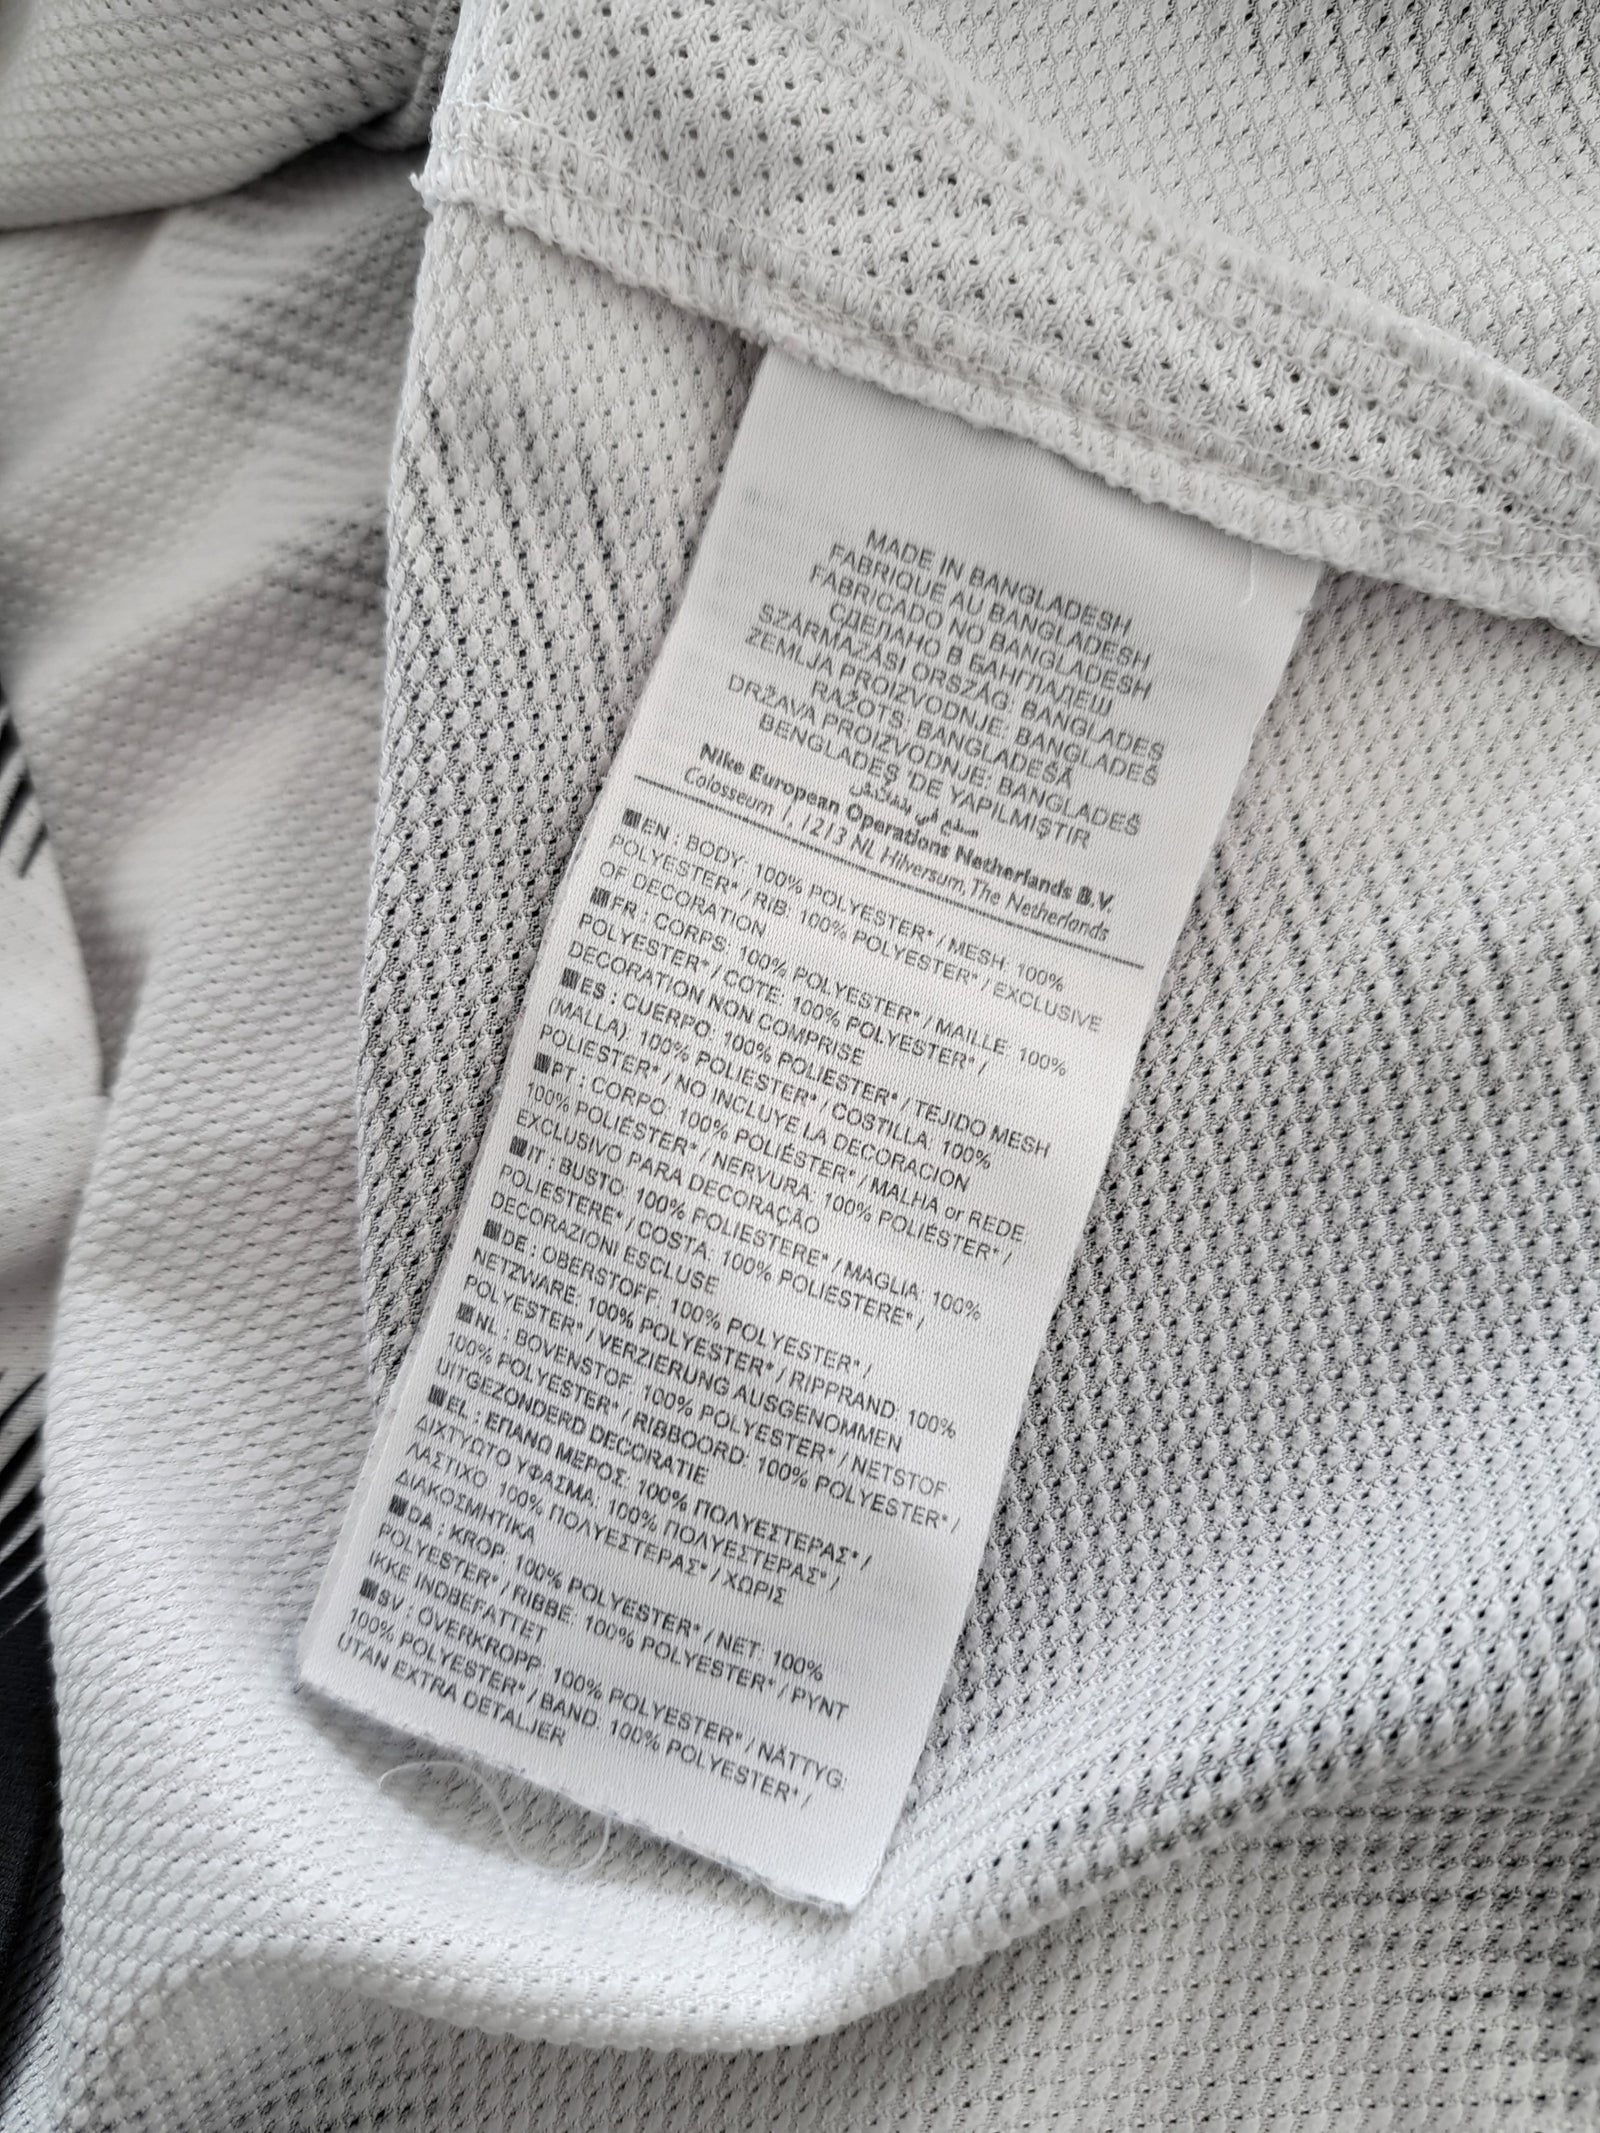 MADE IN BANGLADESH
FABRIQUE AU BANGLADESH
FABRICADO NO BANGLADESH
СДЕЛАНО В БАНГЛАДЕШ
SZÁRMAZÁSI ORSZÁG: BANGLADES
ZEMLJA PROIZVODNJE: BANGLADEŠ
RAŽOTS: BANGLADEŠĀ
DRŽAVA PROIZVODNJE: BANGLADEŠ
BENGLADEŞ 'DE YAPILMIŞTIR
صنع في بنغلادش
Nike European Operations Netherlands B.V.
Colosseum 1, 1213 NL Hilversum, The Netherlands
EN : BODY: 100% POLYESTER* / MESH: 100%
POLYESTER* / RIB: 100% POLYESTER* / EXCLUSIVE
OF DECORATION
FR : CORPS: 100% POLYESTER* / MAILLE: 100%
POLYESTER* / COTE: 100% POLYESTER* /
DECORATION NON COMPRISE
ES : CUERPO: 100% POLIESTER* / TEJIDO MESH
(MALLA): 100% POLIESTER* / COSTILLA: 100%
POLIESTER* / NO INCLUYE LA DECORACION
PT : CORPO: 100% POLIÉSTER* / MALHA or REDE:
100% POLIÉSTER* / NERVURA: 100% POLIÉSTER* /
EXCLUSIVO PARA DECORAÇÃO
IT : BUSTO: 100% POLIESTERE* / MAGLIA: 100%
POLIESTERE* / COSTA: 100% POLIESTERE* /
DECORAZIONI ESCLUSE
DE : OBERSTOFF: 100% POLYESTER* /
NETZWARE: 100% POLYESTER* / RIPPRAND: 100%
POLYESTER* / VERZIERUNG AUSGENOMMEN
NL : BOVENSTOF: 100% POLYESTER* / NETSTOF:
100% POLYESTER* / RIBBOORD: 100% POLYESTER* /
UITGEZONDERD DECORATIE
EL : ΕΠΑΝΩ ΜΕΡΟΣ: 100% ΠΟΛΥΕΣΤΕΡΑΣ* /
ΔΙΧΤΥΩΤΟ ΥΦΑΣΜΑ: 100% ΠΟΛΥΕΣΤΕΡΑΣ* /
ΛΑΣΤΙΧΟ: 100% ΠΟΛΥΕΣΤΕΡΑΣ* / ΧΩΡΙΣ
ΔΙΑΚΟΣΜΗΤΙΚΑ
DA : KROP: 100% POLYESTER* / NET: 100%
POLYESTER* / RIBBE: 100% POLYESTER* / PYNT
IKKE INDBEFATTET
SV : ÖVERKROPP: 100% POLYESTER* / NÄTTYG:
100% POLYESTER* / BAND: 100% POLYESTER* /
UTAN EXTRA DETALJER